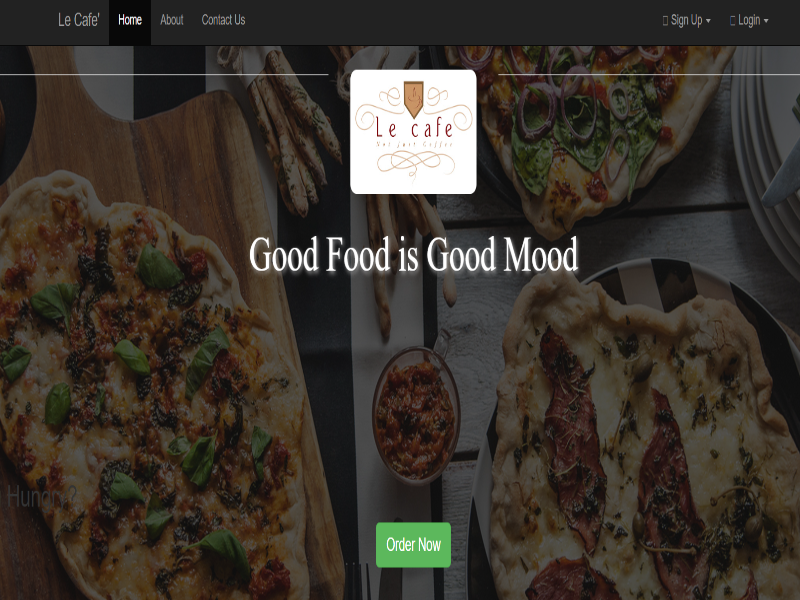 Le Cafe'
Home
About
Contact Us
Sign Up
Login
Le cafe
Not Just Coffee
Good Food is Good Mood
Hungry?
Order Now